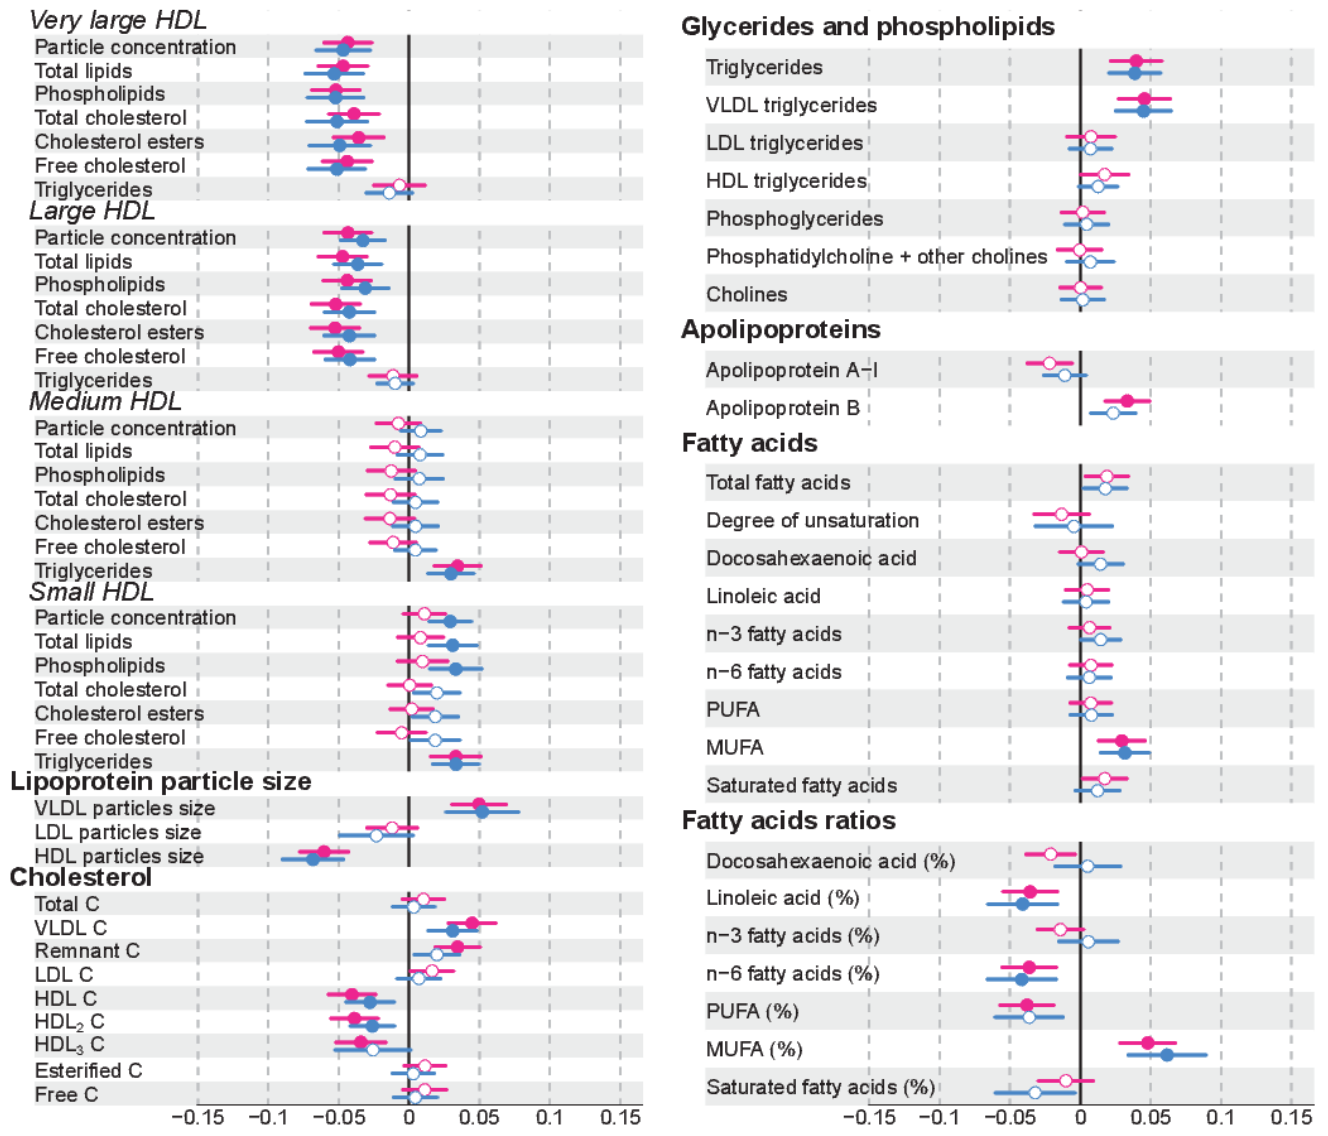 Very large HDL
Particle concentration
Total lipids
Phospholipids
Total cholesterol
Cholesterol esters
Free cholesterol
Triglycerides
Large HDL
Particle concentration
Total lipids
Phospholipids
Total cholesterol
Cholesterol esters
Free cholesterol
Triglycerides
Medium HDL
Particle concentration
Total lipids
Phospholipids
Total cholesterol
Cholesterol esters
Free cholesterol
Triglycerides
Small HDL
Particle concentration
Total lipids
Phospholipids
Total cholesterol
Cholesterol esters
Free cholesterol
Triglycerides
Lipoprotein particle size
VLDL particles size
LDL particles size
HDL particles size
Cholesterol
Total C
VLDL C
Remnant C
LDL C
HDL C
HDL₂ C
HDL₃ C
Esterified C
Free C
−0.15 −0.1 −0.05 0 0.05 0.1 0.15
Glycerides and phospholipids
Triglycerides
VLDL triglycerides
LDL triglycerides
HDL triglycerides
Phosphoglycerides
Phosphatidylcholine + other cholines
Cholines
Apolipoproteins
Apolipoprotein A−I
Apolipoprotein B
Fatty acids
Total fatty acids
Degree of unsaturation
Docosahexaenoic acid
Linoleic acid
n−3 fatty acids
n−6 fatty acids
PUFA
MUFA
Saturated fatty acids
Fatty acids ratios
Docosahexaenoic acid (%)
Linoleic acid (%)
n−3 fatty acids (%)
n−6 fatty acids (%)
PUFA (%)
MUFA (%)
Saturated fatty acids (%)
−0.15 −0.1 −0.05 0 0.05 0.1 0.15